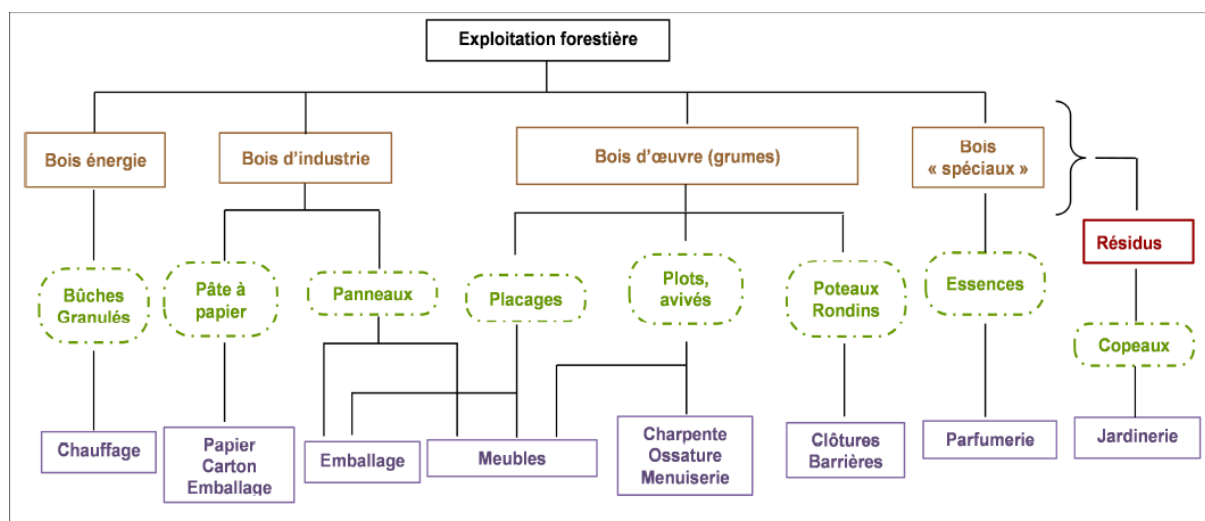 Exploitation forestière
Bois énergie
Bois d'industrie
Bois d'œuvre (grumes)
Bois
« spéciaux »
Résidus
Bûches
Granulés
Pâte à
papier
Panneaux
Placages
Plots,
avivés
Poteaux
Rondins
Essences
Copeaux
Chauffage
Papier
Carton
Emballage
Emballage
Meubles
Charpente
Ossature
Menuiserie
Clôtures
Barrières
Parfumerie
Jardinerie